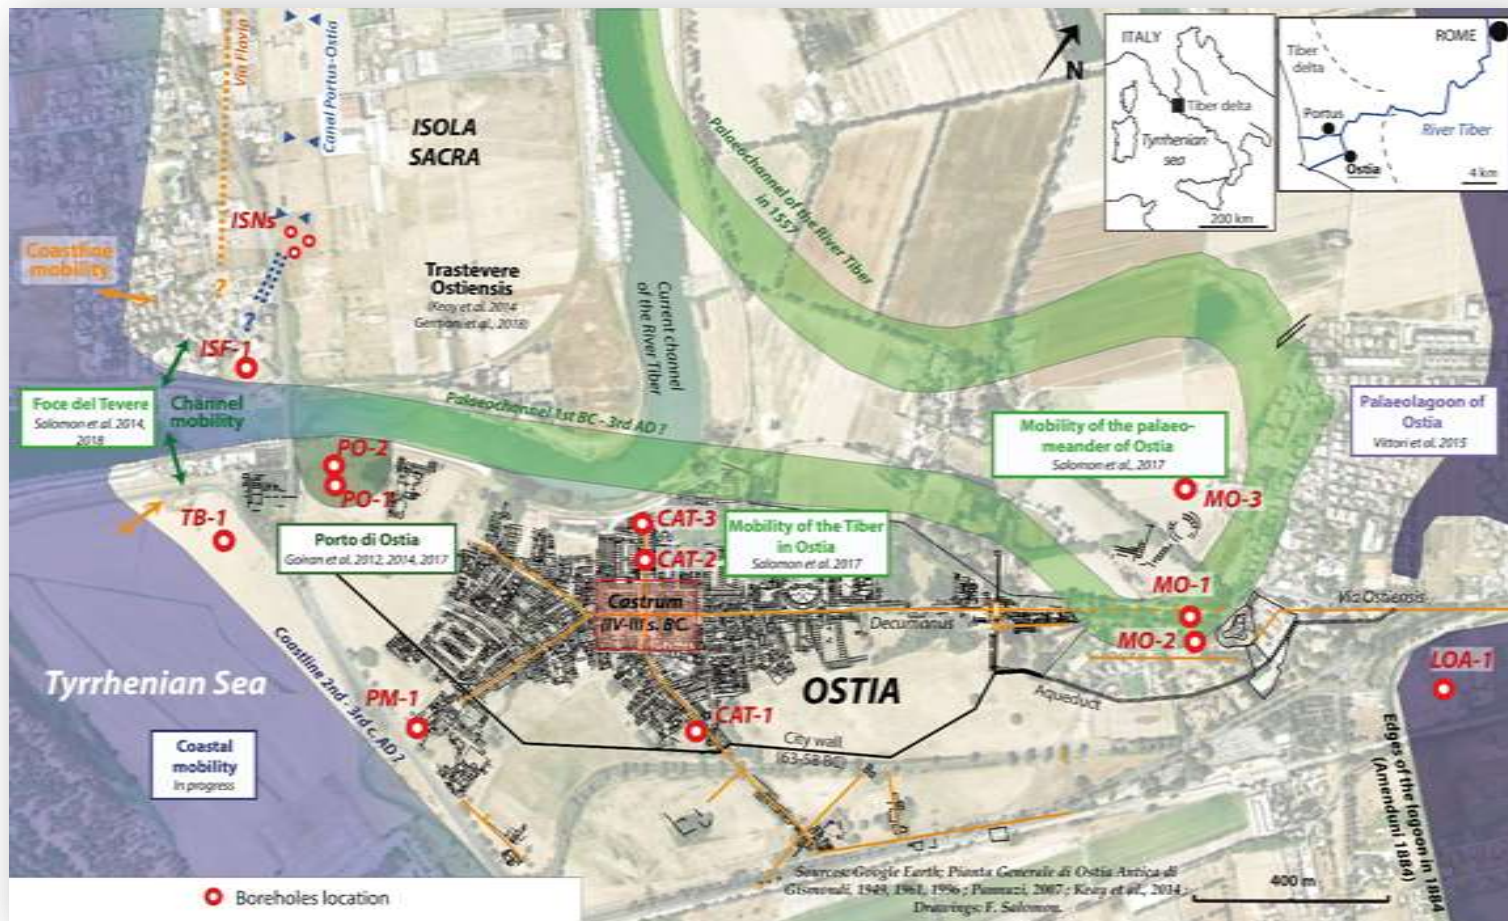 Via Flavia
Canal Portus-Ostia
ISOLA
SACRA
N
ITALY
Tiber delta
Tyrrhenian
sea
200 km
ROME
Tiber
delta
Portus
River Tiber
Ostia
4 km
Palaeochannel of the River Tiber
in 1557
ISNs
Coastline
mobility
?
?
Trastevere
Ostiensis
(Keay et al. 2014
Germoni et al., 2018)
Current channel
of the River Tiber
ISF-1
Foce del Tevere
Salomon et al. 2014,
2018
Channel
mobility
Palaeochannel 1st BC - 3rd AD ?
Mobility of the palaeo-
meander of Ostia
Salomon et al., 2017
Palaeolagoon of
Ostia
Vittori et al. 2015
PO-2
PO-1
MO-3
TB-1
Porto di Ostia
Goiran et al. 2012, 2014, 2017
CAT-3
CAT-2
Mobility of the Tiber
in Ostia
Salomon et al. 2017
Castrum
(IV-III s. BC.
Decumanus
MO-1
MO-2
Via Ostiensis
LOA-1
Tyrrhenian Sea
Coastline 2nd - 3rd c. AD ?
PM-1
CAT-1
OSTIA
Aqueduct
City wall
(63-58 BC)
Coastal
mobility
In progress
Edges of the lagoon in 1884
(Amenduni 1884)
Sources: Google Earth; Pianta Generale di Ostia Antica di
Gismondi, 1949, 1961, 1996 ; Pannuzi, 2007 ; Keay et al., 2014 ;
Drawings: F. Salomon.
400 m
Boreholes location